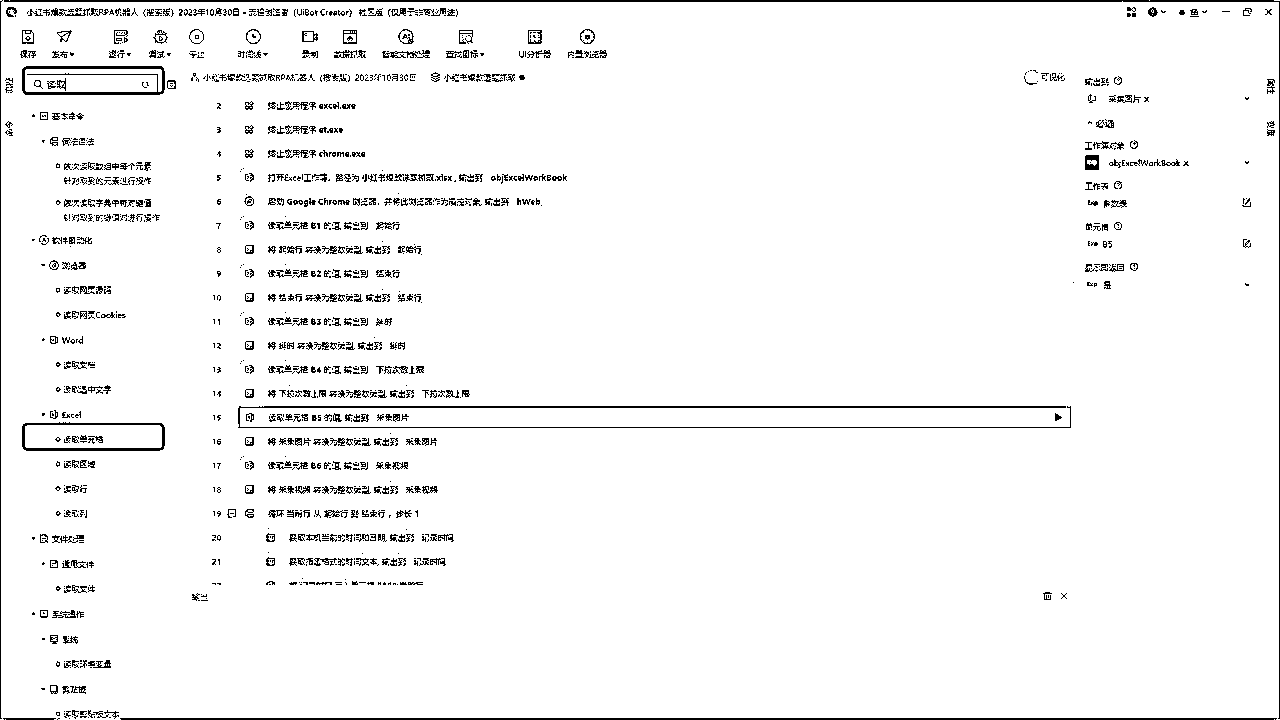 小红书爆款选题抓取RPA机器人（搜索版）2023年10月30日 - 流程创造者（UiBot Creator）社区版（仅用于非商业用途）
保存 发布 运行 调试 停止 时间线 录制 数据抓取 智能文档处理 查找图标 UI分析器 内置浏览器
读取
小红书爆款选题抓取RPA机器人（搜索版）2023年10月30日 小红书爆款选题抓取 可视化
基本命令
词法语法
依次读取数组中每个元素
针对取到的元素进行操作
依次读取字典中每对键值
针对取到的键值对进行操作
软件自动化
浏览器
读取网页源码
读取网页Cookies
Word
读取文档
读取选中文字
Excel
读取单元格
读取区域
读取行
读取列
文件处理
通用文件
读取文件
系统操作
系统
读取环境变量
剪贴板
读取剪贴板文本
2 终止应用程序 excel.exe
3 终止应用程序 et.exe
4 终止应用程序 chrome.exe
5 打开Excel工作簿，路径为 小红书爆款选题抓取.xlsx , 输出到 objExcelWorkBook
6 启动 Google Chrome 浏览器，并将此浏览器作为操控对象, 输出到 hWeb
7 读取单元格 B1 的值, 输出到 起始行
8 将 起始行 转换为整数类型, 输出到 起始行
9 读取单元格 B2 的值, 输出到 结束行
10 将 结束行 转换为整数类型, 输出到 结束行
11 读取单元格 B3 的值, 输出到 延时
12 将 延时 转换为整数类型, 输出到 延时
13 读取单元格 B4 的值, 输出到 下拉次数上限
14 将 下拉次数上限 转换为整数类型, 输出到 下拉次数上限
15 读取单元格 B5 的值, 输出到 采集图片
16 将 采集图片 转换为整数类型, 输出到 采集图片
17 读取单元格 B6 的值, 输出到 采集视频
18 将 采集视频 转换为整数类型, 输出到 采集视频
19 循环 当前行 从 起始行 到 结束行 ，步长 1
20 获取本机当前的时间和日期, 输出到 记录时间
21 获取指定格式的时间文本, 输出到 记录时间
输出
输出到
采集图片 x
必选
工作簿对象
objExcelWorkBook x
工作表
Exp 参数表
单元格
Exp B5
显示即返回
Exp 是